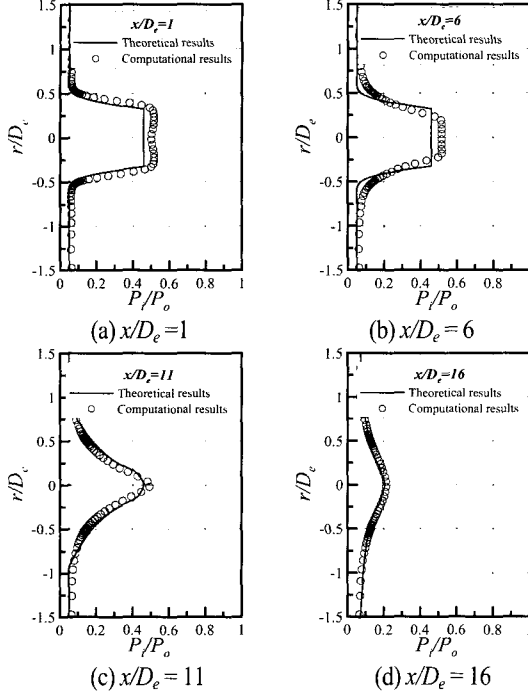 x/De=1
Theoretical results
Computational results
r/Dc
1.5
1
0.5
0
-0.5
-1
-1.5
0 0.2 0.4 0.6 0.8 1
Pi/Po
(a) x/De =1
x/De=6
Theoretical results
Computational results
r/De
1.5
1
0.5
0
-0.5
-1
-1.5
0 0.2 0.4 0.6 0.8 1
Pi/Po
(b) x/De = 6
x/De=11
Theoretical results
Computational results
r/Dc
1.5
1
0.5
0
-0.5
-1
-1.5
0 0.2 0.4 0.6 0.8 1
Pi/Po
(c) x/De = 11
x/De=16
Theoretical results
Computational results
r/De
1.5
1
0.5
0
-0.5
-1
-1.5
0 0.2 0.4 0.6 0.8 1
Pi/Po
(d) x/De = 16